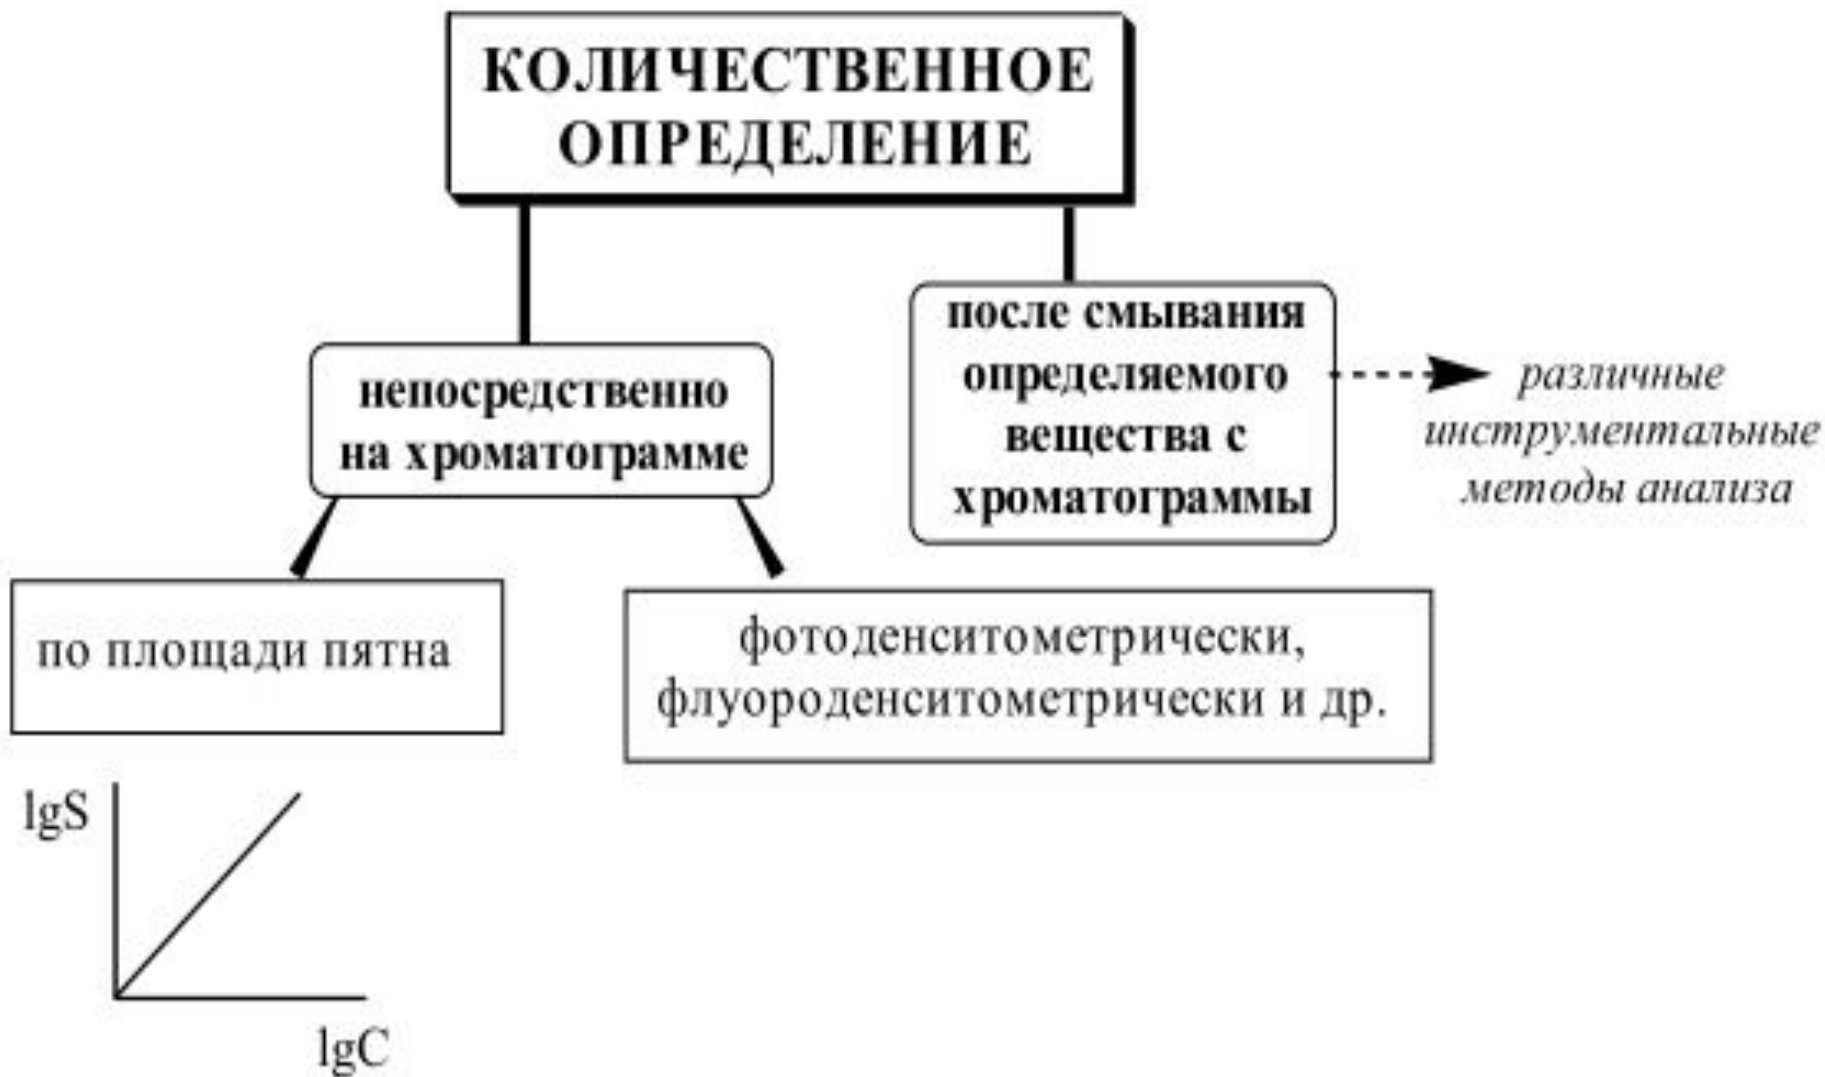 КОЛИЧЕСТВЕННОЕ
ОПРЕДЕЛЕНИЕ
непосредственно
на хроматограмме
после смывания
определяемого
вещества с
хроматограммы
различные
инструментальные
методы анализа
по площади пятна
фотоденситометрически,
флуороденситометрически и др.
lgS
lgC